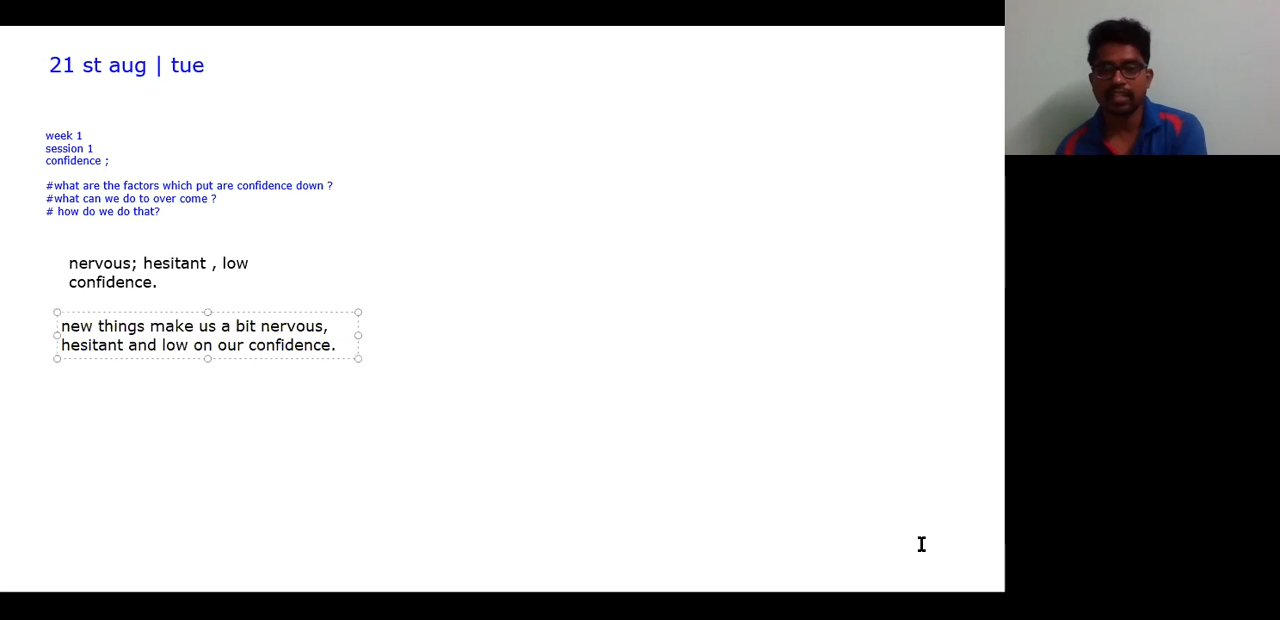 21 st aug | tue
week 1
session 1
confidence ;
#what are the factors which put are confidence down ?
#what can we do to over come ?
# how do we do that?
nervous; hesitant , low
confidence.
new things make us a bit nervous,
hesitant and low on our confidence.